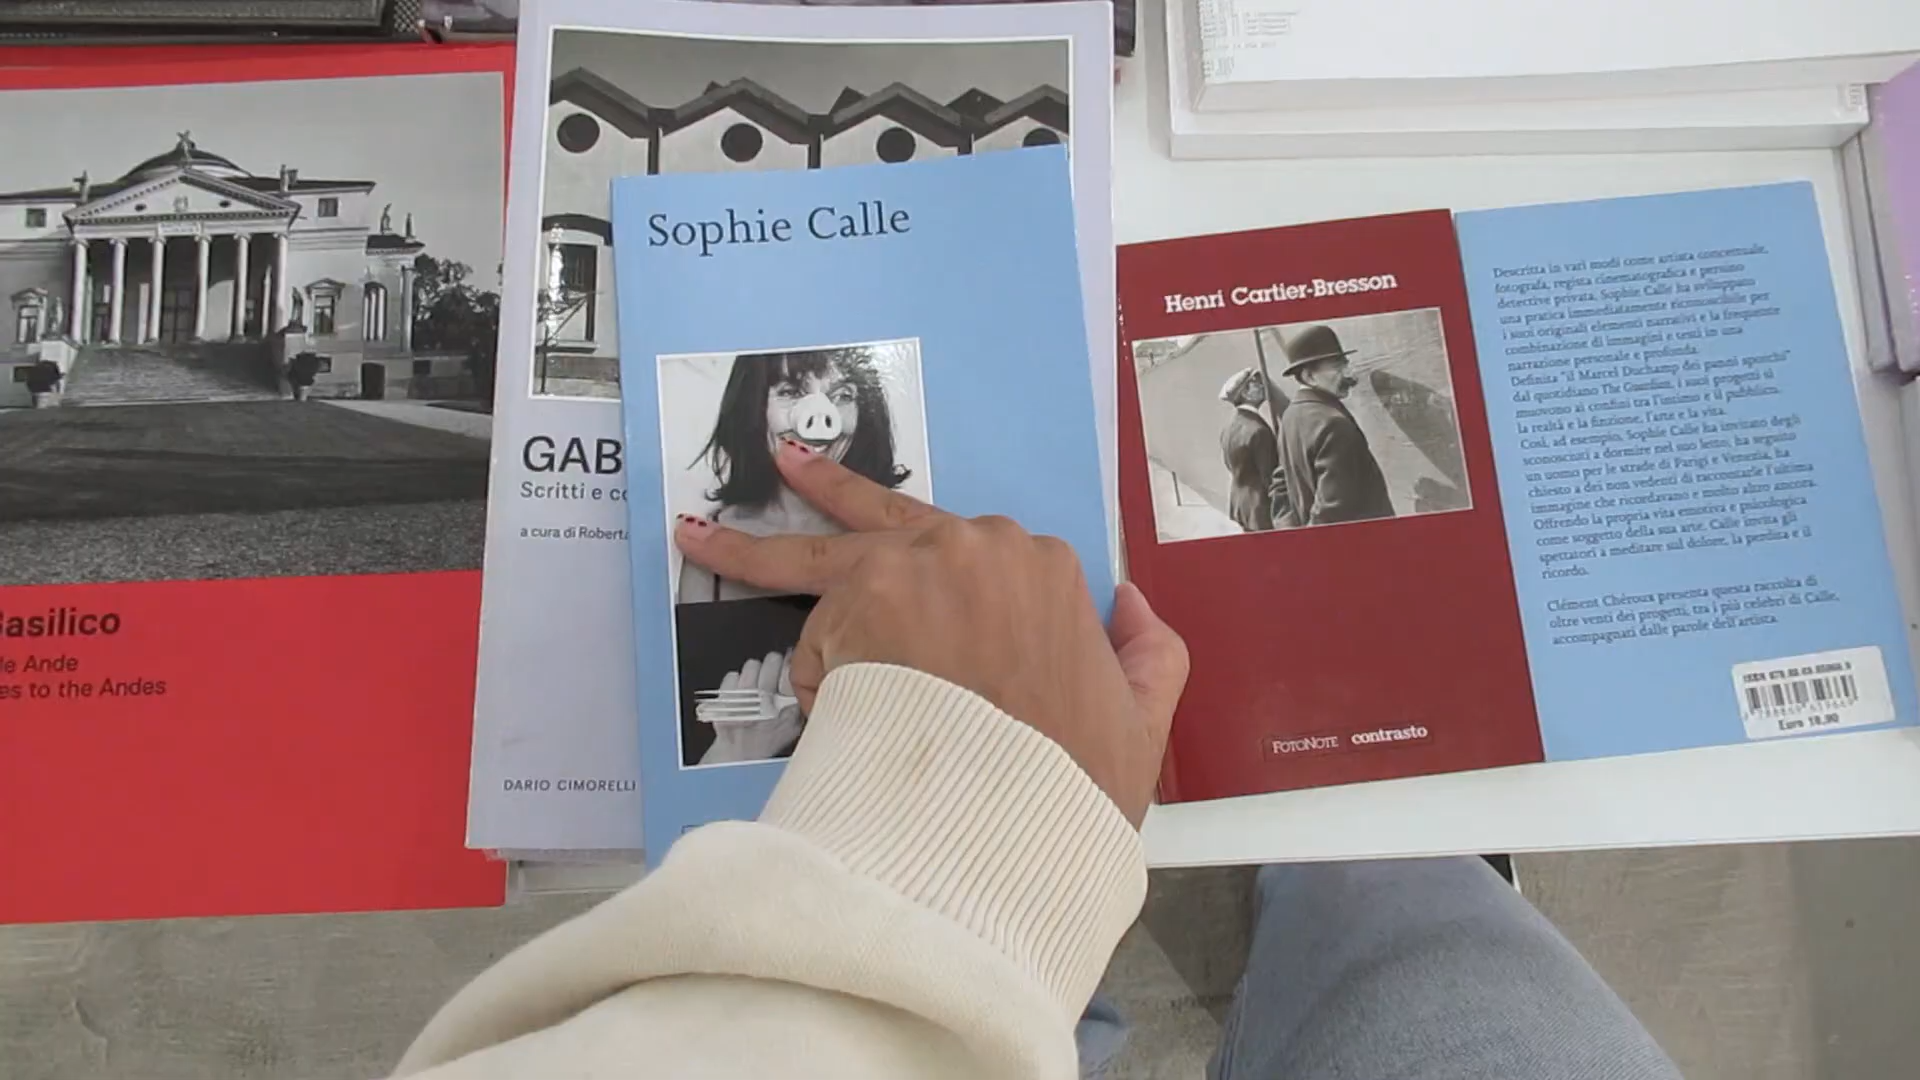 Basilico
le Ande
es to the Andes
GAB
Scritti e co
a cura di Roberta
DARIO CIMORELLI
Sophie Calle
Henri Cartier-Bresson
FOTONOTE contrasto
Descritta in vari modi come artista concettuale,
fotografa, regista cinematografica e persino
detective privata, Sophie Calle ha sviluppato
una pratica immediatamente riconoscibile per
i suoi originali elementi narrativi e la frequente
combinazione di immagini e testi in una
narrazione personale e profonda.
Definita "il Marcel Duchamp dei panni sporchi"
dal quotidiano The Guardian, i suoi progetti si
muovono ai confini tra l'intimo e il pubblico,
la realtà e la finzione, l'arte e la vita.
Così, ad esempio, Sophie Calle ha invitato degli
sconosciuti a dormire nel suo letto, ha seguito
un uomo per le strade di Parigi e Venezia, ha
chiesto a dei non vedenti di raccontarle l'ultima
immagine che ricordavano e molto altro ancora.
Offrendo la propria vita emotiva e psicologica
come soggetto della sua arte, Calle invita gli
spettatori a meditare sul dolore, la perdita e il
ricordo.
Clément Chéroux presenta questa raccolta di
oltre venti dei progetti, tra i più celebri di Calle,
accompagnati dalle parole dell'artista.